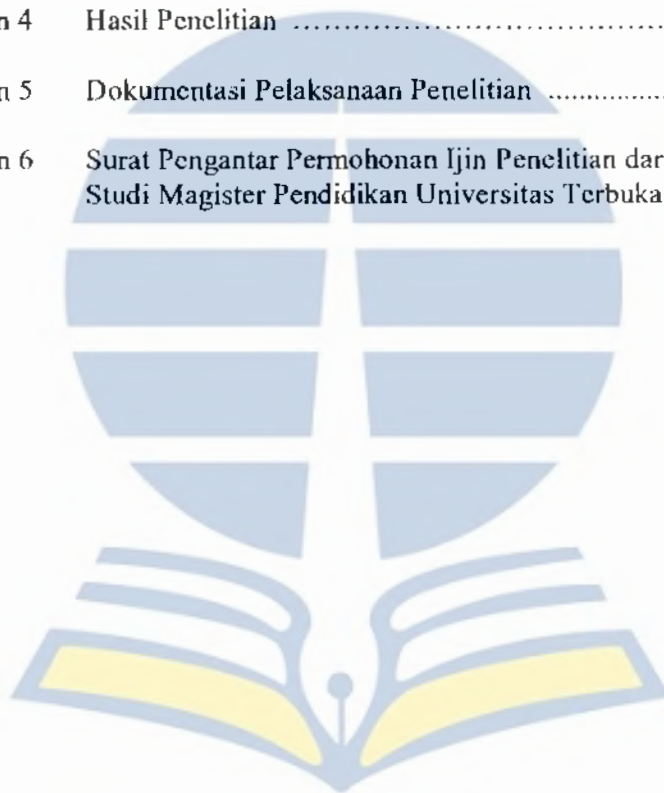 n 4 Hasil Penelitian ........................................
n 5 Dokumentasi Pelaksanaan Penelitian ..............
n 6 Surat Pengantar Permohonan Ijin Penelitian dar
Studi Magister Pendidikan Universitas Terbuka